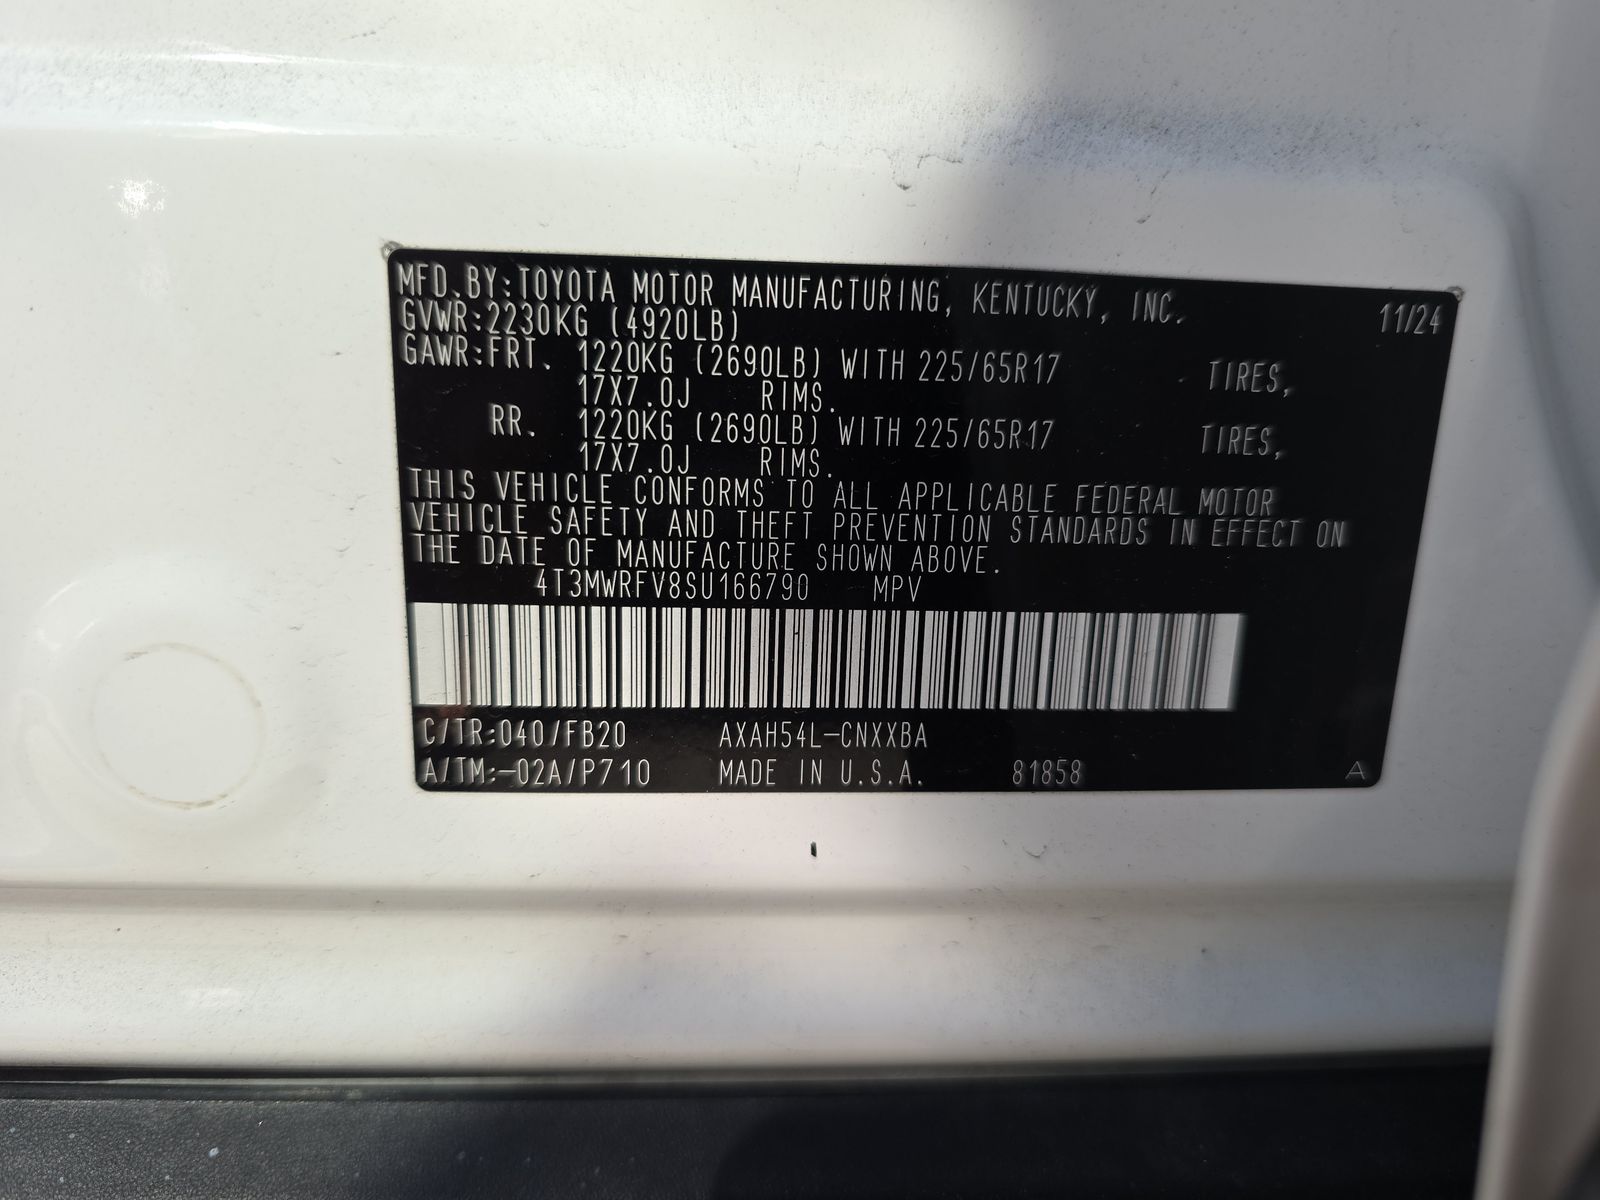 MFD.BY:TOYOTA MOTOR MANUFACTURING, KENTUCKY, INC. 11/24
GVWR:2230KG (4920LB)
GAWR:FRT. 1220KG (2690LB) WITH 225/65R17 TIRES,
17X7.0J RIMS.
RR. 1220KG (2690LB) WITH 225/65R17 TIRES,
17X7.0J RIMS.
THIS VEHICLE CONFORMS TO ALL APPLICABLE FEDERAL MOTOR
VEHICLE SAFETY AND THEFT PREVENTION STANDARDS IN EFFECT ON
THE DATE OF MANUFACTURE SHOWN ABOVE.
4T3MWRFV8SU166790 MPV
C/TR:040/FB20 AXAH54L-CNXXBA
A/TM:-02A/P710 MADE IN U.S.A. 81858 A